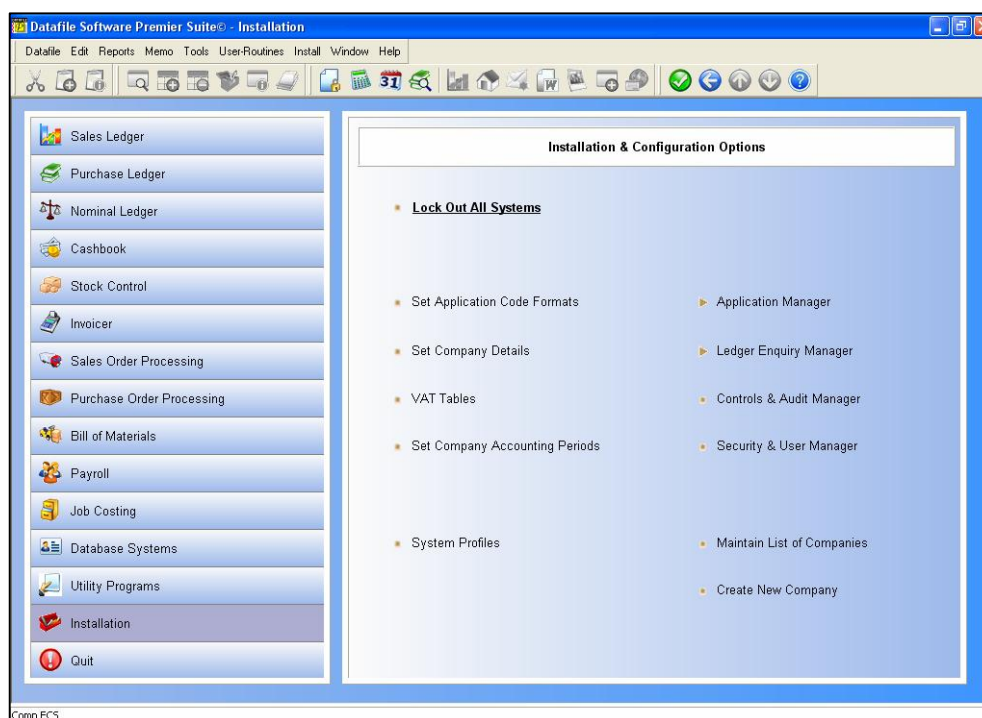 Datafile Software Premier Suite© - Installation
Datafile Edit Reports Memo Tools User-Routines Install Window Help
31
W
Sales Ledger
Purchase Ledger
Nominal Ledger
Cashbook
Stock Control
Invoicer
Sales Order Processing
Purchase Order Processing
Bill of Materials
Payroll
Job Costing
Database Systems
Utility Programs
Installation
Quit
Installation & Configuration Options
Lock Out All Systems
Set Application Code Formats
Application Manager
Set Company Details
Ledger Enquiry Manager
VAT Tables
Controls & Audit Manager
Set Company Accounting Periods
Security & User Manager
System Profiles
Maintain List of Companies
Create New Company
Comp ECS